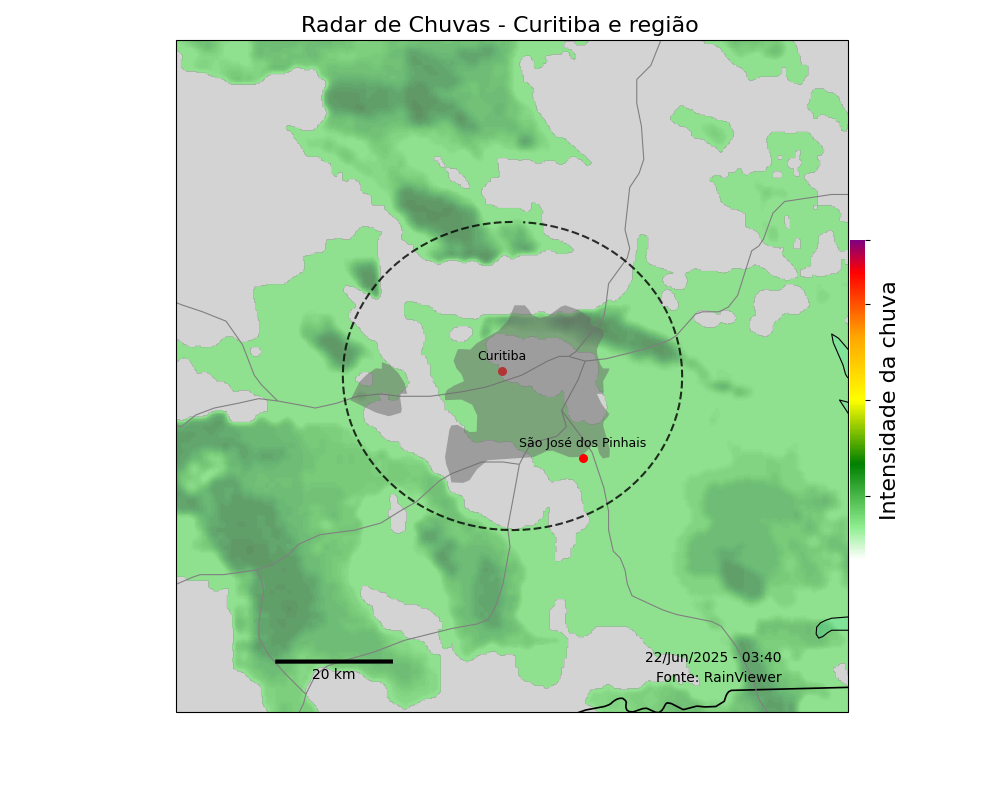 Radar de Chuvas - Curitiba e região
Curitiba
São José dos Pinhais
Intensidade da chuva
22/Jun/2025 - 03:40
Fonte: RainViewer
20 km